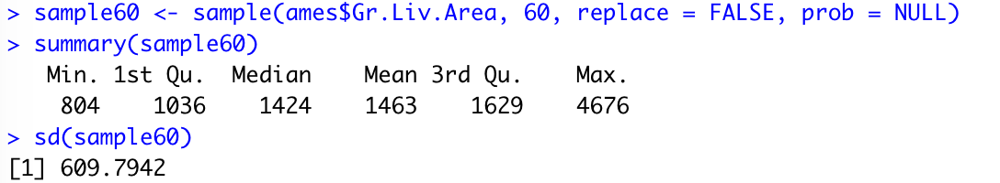 > sample60 <- sample(ames$Gr.Liv.Area, 60, replace = FALSE, prob = NULL)
> summary(sample60)
   Min. 1st Qu.  Median    Mean 3rd Qu.    Max.
    804    1036    1424    1463    1629    4676
> sd(sample60)
[1] 609.7942